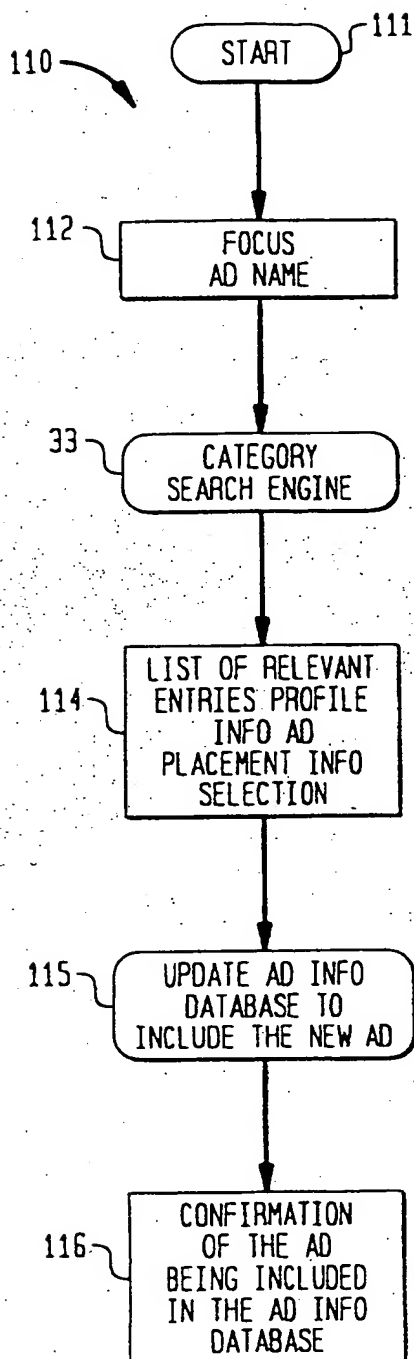 110
START
111
112
FOCUS
AD NAME
33
CATEGORY
SEARCH ENGINE
114
LIST OF RELEVANT
ENTRIES PROFILE
INFO AD
PLACEMENT INFO
SELECTION
115
UPDATE AD INFO
DATABASE TO
INCLUDE THE NEW AD
116
CONFIRMATION
OF THE AD
BEING INCLUDED
IN THE AD INFO
DATABASE